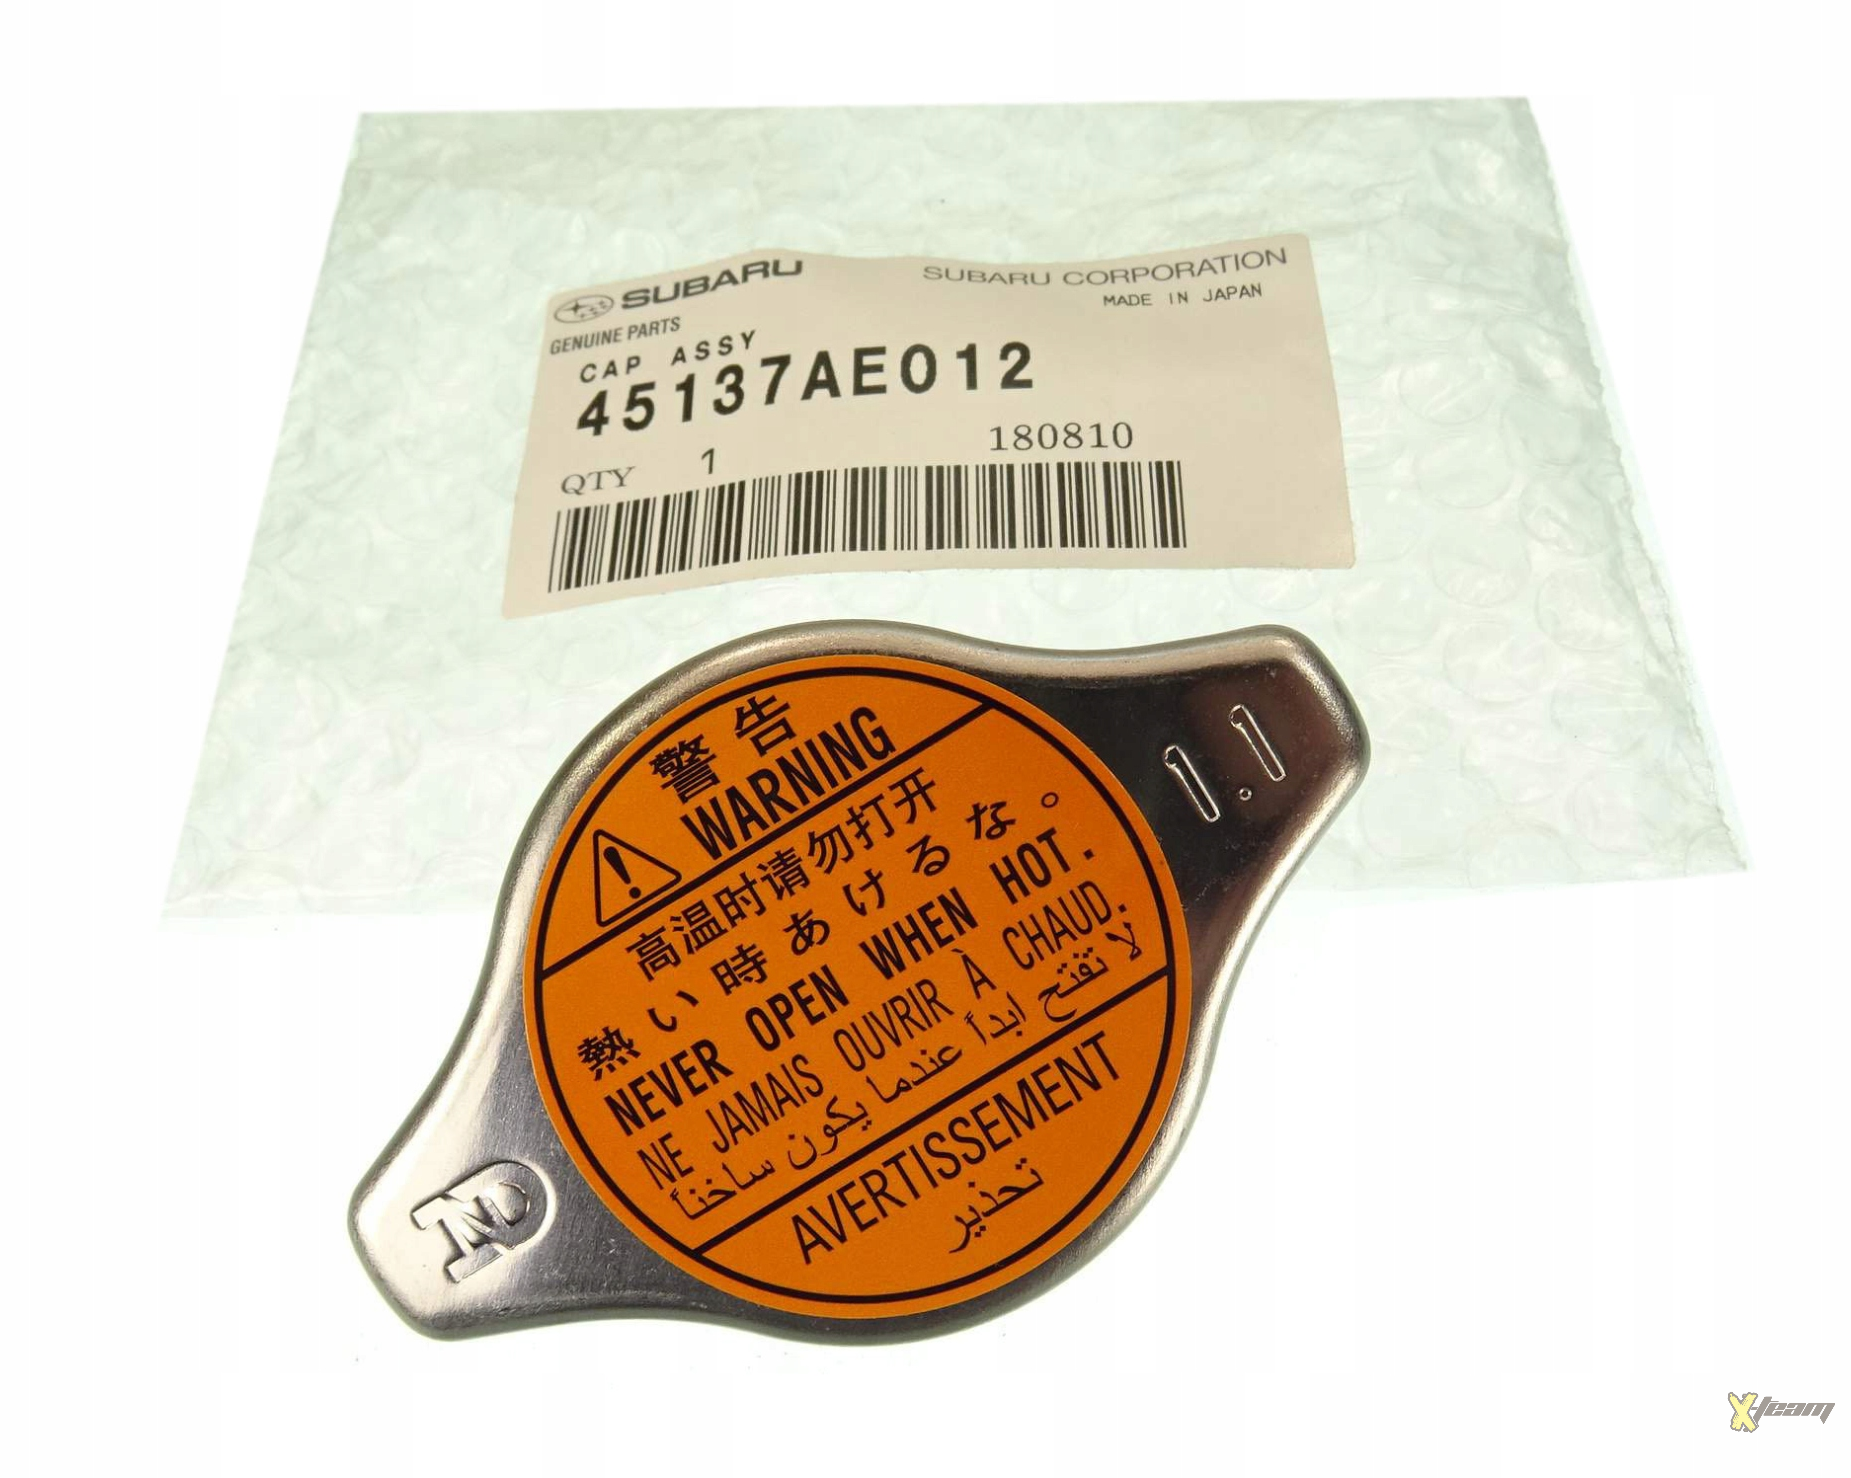 SUBARU
SUBARU CORPORATION
MADE IN JAPAN
GENUINE PARTS
CAP ASSY
45137AE012
QTY 1
180810
1.1
警告
WARNING
高温时请勿打开
熱い時あけるな。
NEVER OPEN WHEN HOT.
NE JAMAIS OUVRIR À CHAUD.
لا تفتح ابدأ عندما يكون ساخناً
AVERTISSEMENT
تحذير
X-team